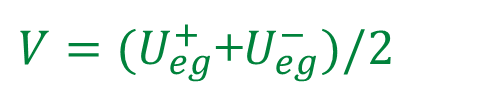 $V = (U_{eg}^{+} + U_{eg}^{-})/2$